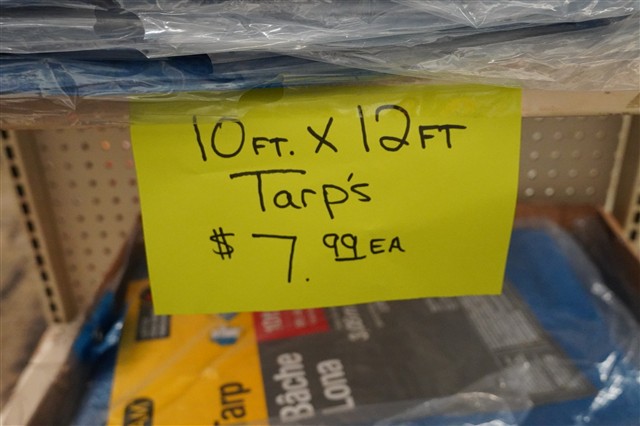 10FT. X 12FT
Tarp's
$7.99 EA
Tarp
Bâche
Lona